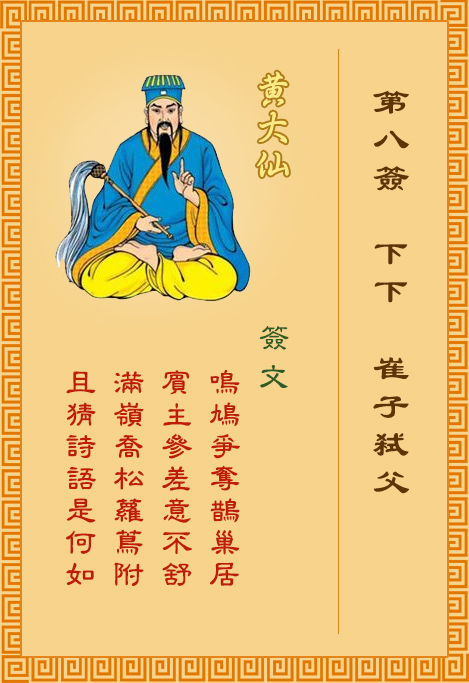 第八簽 下下 崔子弒父
黃大仙
簽文
鳴鳩爭奪鵲巢居
賓主參差意不舒
滿嶺喬松蘿蔦附
且猜詩語是何如